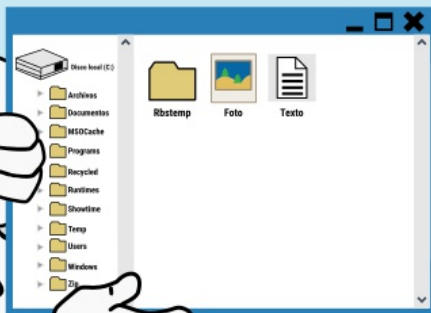 Disco local (C:)
Archivos
Documentos
MSOCache
Programs
Recycled
Runtimes
Showtime
Temp
Users
Windows
Zip
Rbstemp
Foto
Texto